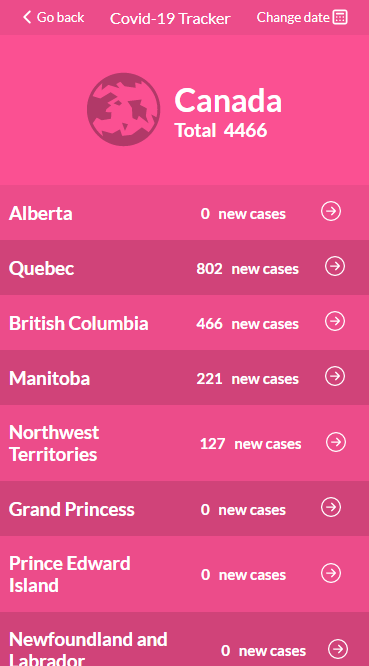 Go back Covid-19 Tracker Change date
Canada
Total 4466
Alberta 0 new cases
Quebec 802 new cases
British Columbia 466 new cases
Manitoba 221 new cases
Northwest
Territories 127 new cases
Grand Princess 0 new cases
Prince Edward
Island 0 new cases
Newfoundland and
Labrador 0 new cases